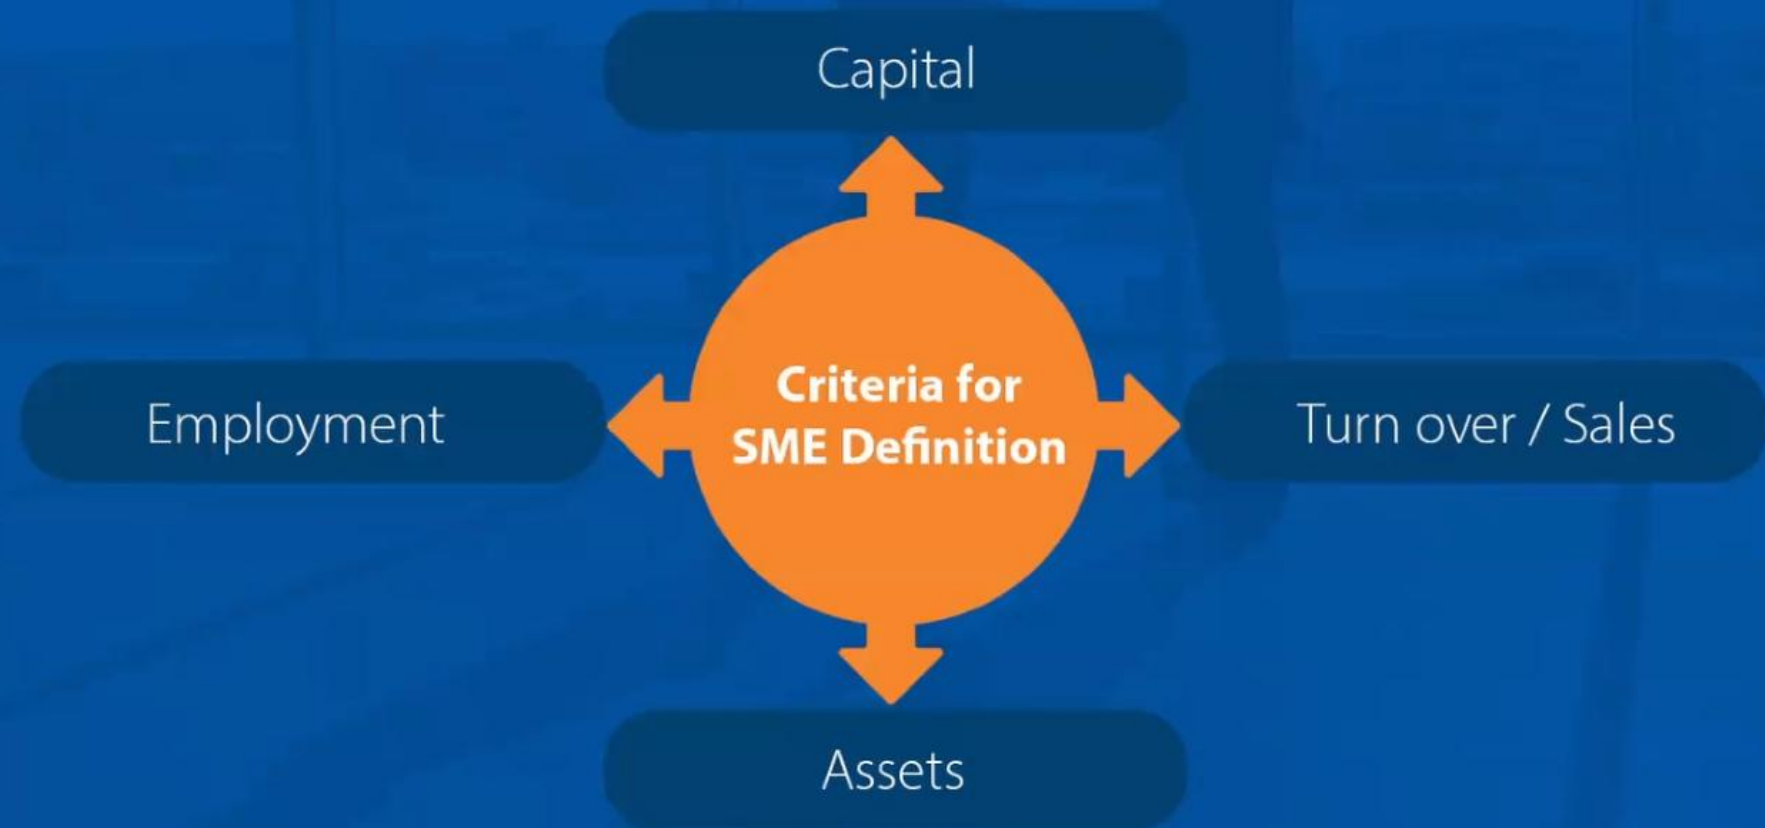 Capital
Employment
Criteria for
SME Definition
Turn over / Sales
Assets